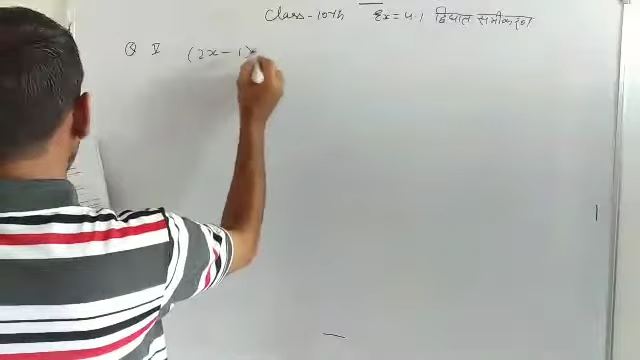 Class-10th Ex=4.1 द्विघात समीकरण
Q V (2x-1)